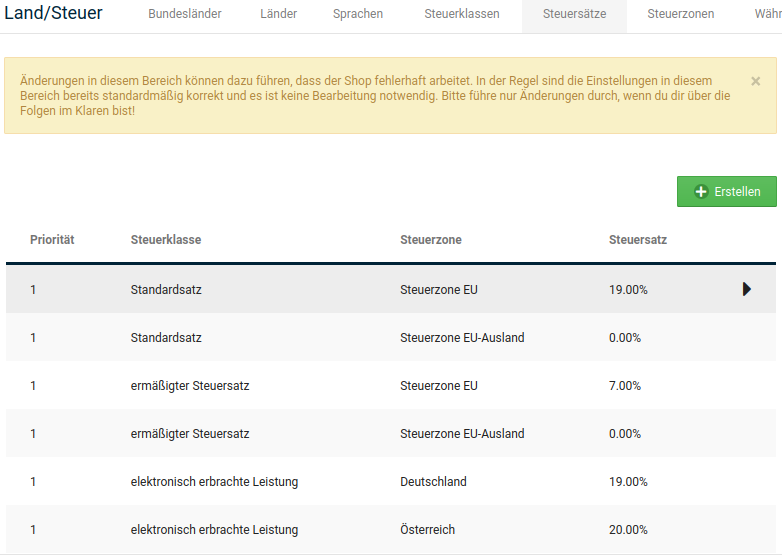 Land/Steuer Bundesländer Länder Sprachen Steuerklassen Steuersätze Steuerzonen Währ
Änderungen in diesem Bereich können dazu führen, dass der Shop fehlerhaft arbeitet. In der Regel sind die Einstellungen in diesem
Bereich bereits standardmäßig korrekt und es ist keine Bearbeitung notwendig. Bitte führe nur Änderungen durch, wenn du dir über die
Folgen im Klaren bist!
Erstellen
Priorität Steuerklasse Steuerzone Steuersatz
1 Standardsatz Steuerzone EU 19.00%
1 Standardsatz Steuerzone EU-Ausland 0.00%
1 ermäßigter Steuersatz Steuerzone EU 7.00%
1 ermäßigter Steuersatz Steuerzone EU-Ausland 0.00%
1 elektronisch erbrachte Leistung Deutschland 19.00%
1 elektronisch erbrachte Leistung Österreich 20.00%